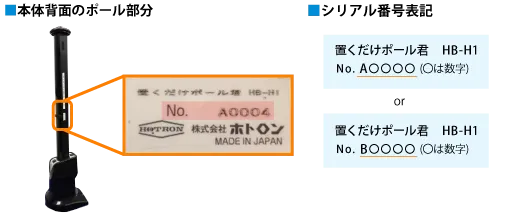 ■本体背面のポール部分
置くだけポール君 HB-H1
No. A0004
HOTRON 株式会社ホトロン
MADE IN JAPAN
■シリアル番号表記
置くだけポール君 HB-H1
No. A〇〇〇〇 (〇は数字)
or
置くだけポール君 HB-H1
No. B〇〇〇〇 (〇は数字)